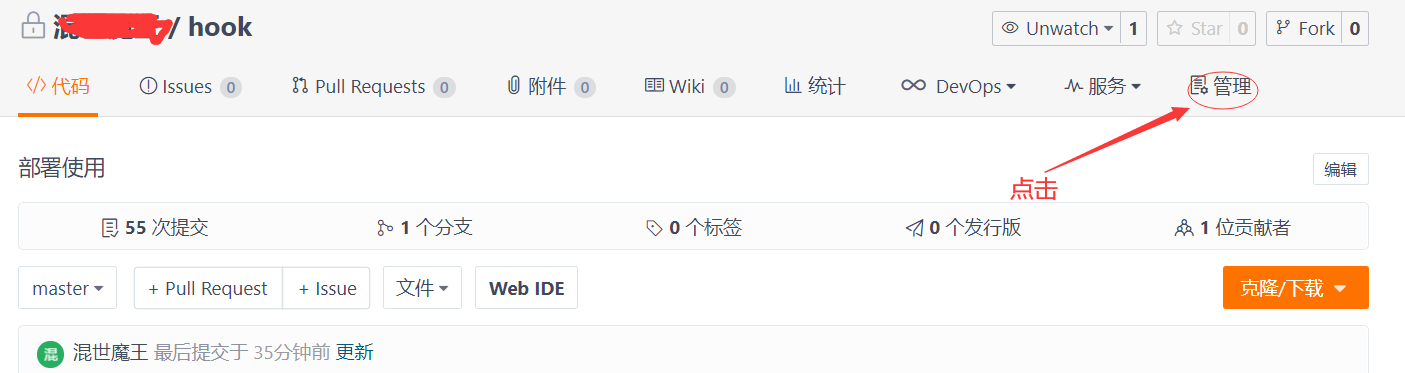 / hook
Unwatch 1 Star 0 Fork 0
代码 Issues 0 Pull Requests 0 附件 0 Wiki 0 统计 DevOps 服务 管理
部署使用 编辑
点击
55 次提交 1 个分支 0 个标签 0 个发行版 1 位贡献者
master + Pull Request + Issue 文件 Web IDE 克隆/下载
混 混世魔王 最后提交于 35分钟前 更新